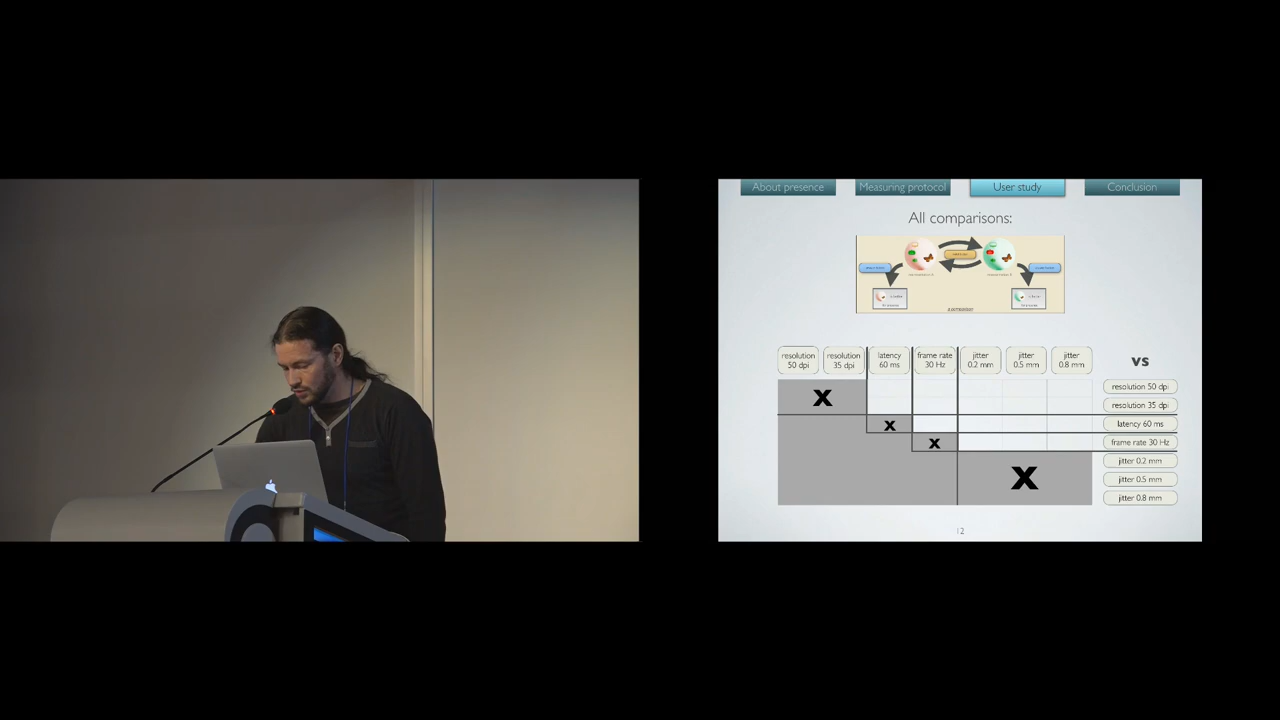 About presence
Measuring protocol
User study
Conclusion
All comparisons:
resolution
50 dpi
resolution
35 dpi
latency
60 ms
frame rate
30 Hz
jitter
0.2 mm
jitter
0.5 mm
jitter
0.8 mm
vs
X
X
X
X
resolution 50 dpi
resolution 35 dpi
latency 60 ms
frame rate 30 Hz
jitter 0.2 mm
jitter 0.5 mm
jitter 0.8 mm
12